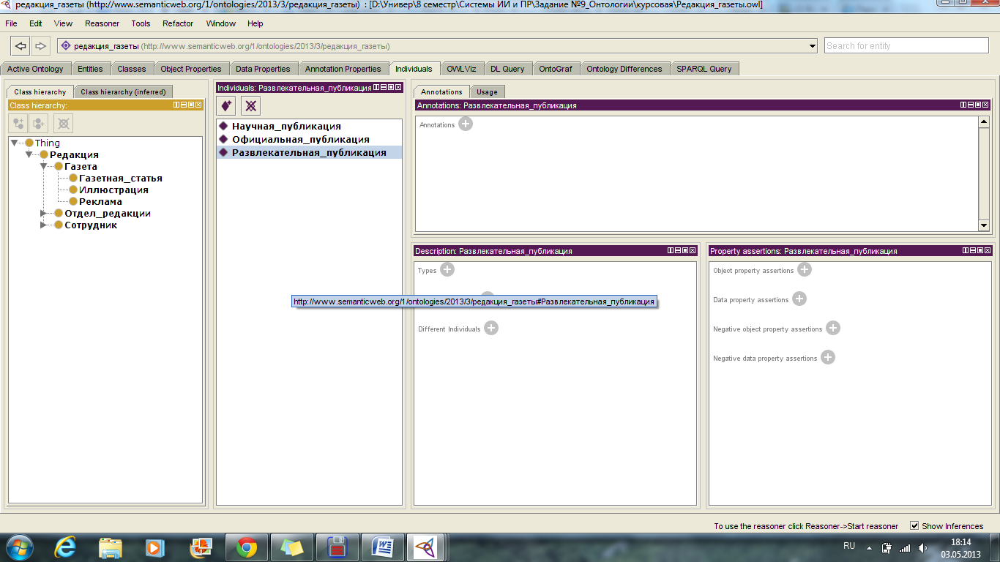 редакция_газеты (http://www.semanticweb.org/1/ontologies/2013/3/редакция_газеты) : [D:\Универ\8 семестр\Системы ИИ и ПР\Задание №9_Онтологии\курсовая\Редакция_газеты.owl]
File Edit View Reasoner Tools Refactor Window Help
редакция_газеты (http://www.semanticweb.org/1/ontologies/2013/3/редакция_газеты) Search for entity
Active Ontology Entities Classes Object Properties Data Properties Annotation Properties Individuals OWLViz DL Query OntoGraf Ontology Differences SPARQL Query
Class hierarchy Class hierarchy (inferred)
Class hierarchy:
Thing
Редакция
Газета
Газетная_статья
Иллюстрация
Реклама
Отдел_редакции
Сотрудник
Individuals: Развлекательная_публикация
Научная_публикация
Официальная_публикация
Развлекательная_публикация
Annotations Usage
Annotations: Развлекательная_публикация
Annotations
Description: Развлекательная_публикация
Types
http://www.semanticweb.org/1/ontologies/2013/3/редакция_газеты#Развлекательная_публикация
Different Individuals
Property assertions: Развлекательная_публикация
Object property assertions
Data property assertions
Negative object property assertions
Negative data property assertions
To use the reasoner click Reasoner->Start reasoner Show Inferences
RU
18:14
03.05.2013